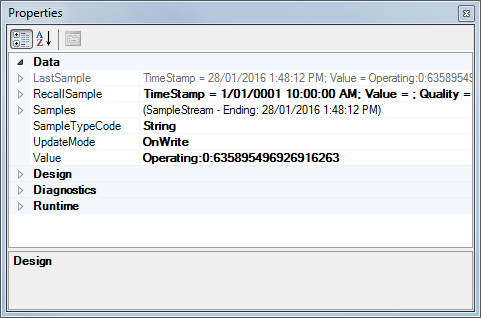 Properties
A
Z
Data
LastSample TimeStamp = 28/01/2016 1:48:12 PM; Value = Operating:0:63589549
RecallSample TimeStamp = 1/01/0001 10:00:00 AM; Value = ; Quality =
Samples (SampleStream - Ending: 28/01/2016 1:48:12 PM)
SampleTypeCode String
UpdateMode OnWrite
Value Operating:0:635895496926916263
Design
Diagnostics
Runtime
Design